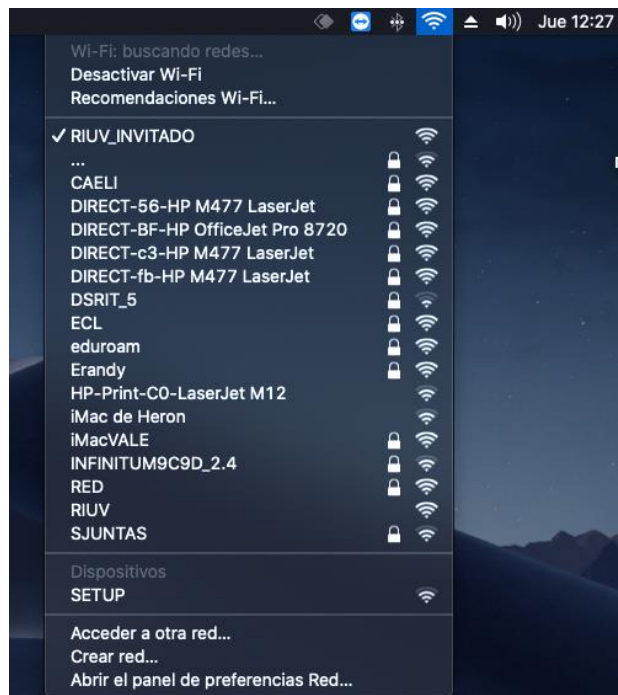 Jue 12:27
Wi-Fi: buscando redes...
Desactivar Wi-Fi
Recomendaciones Wi-Fi...
RIUV_INVITADO
...
CAELI
DIRECT-56-HP M477 LaserJet
DIRECT-BF-HP OfficeJet Pro 8720
DIRECT-c3-HP M477 LaserJet
DIRECT-fb-HP M477 LaserJet
DSRIT_5
ECL
eduroam
Erandy
HP-Print-C0-LaserJet M12
iMac de Heron
iMacVALE
INFINITUM9C9D_2.4
RED
RIUV
SJUNTAS
Dispositivos
SETUP
Acceder a otra red...
Crear red...
Abrir el panel de preferencias Red...